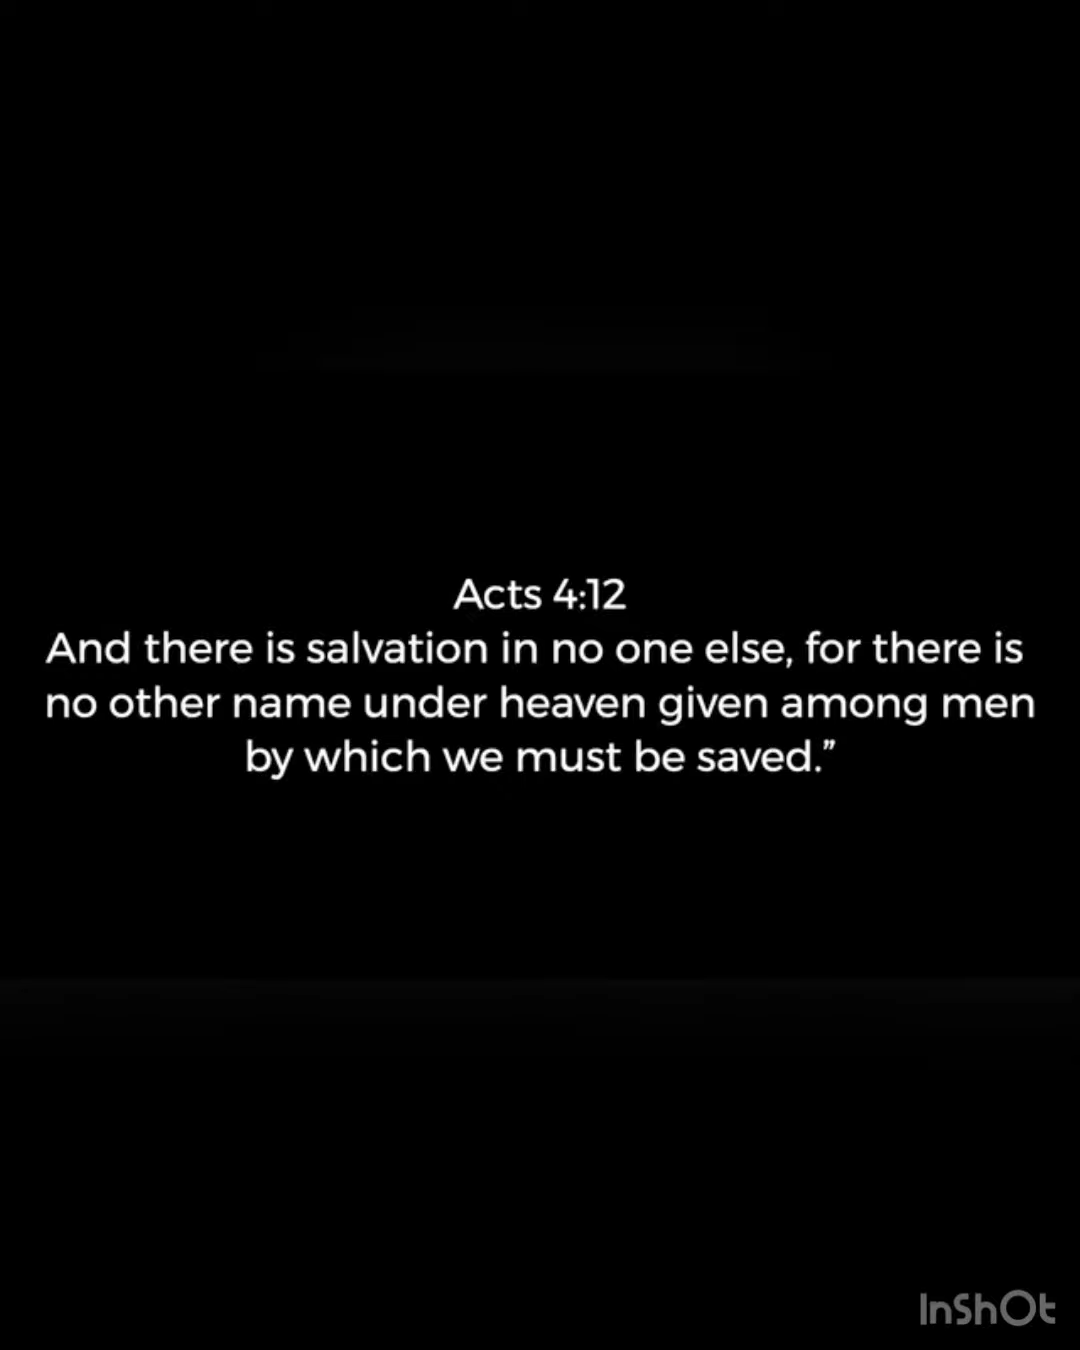 Acts 4:12
And there is salvation in no one else, for there is
no other name under heaven given among men
by which we must be saved.”
InShOt